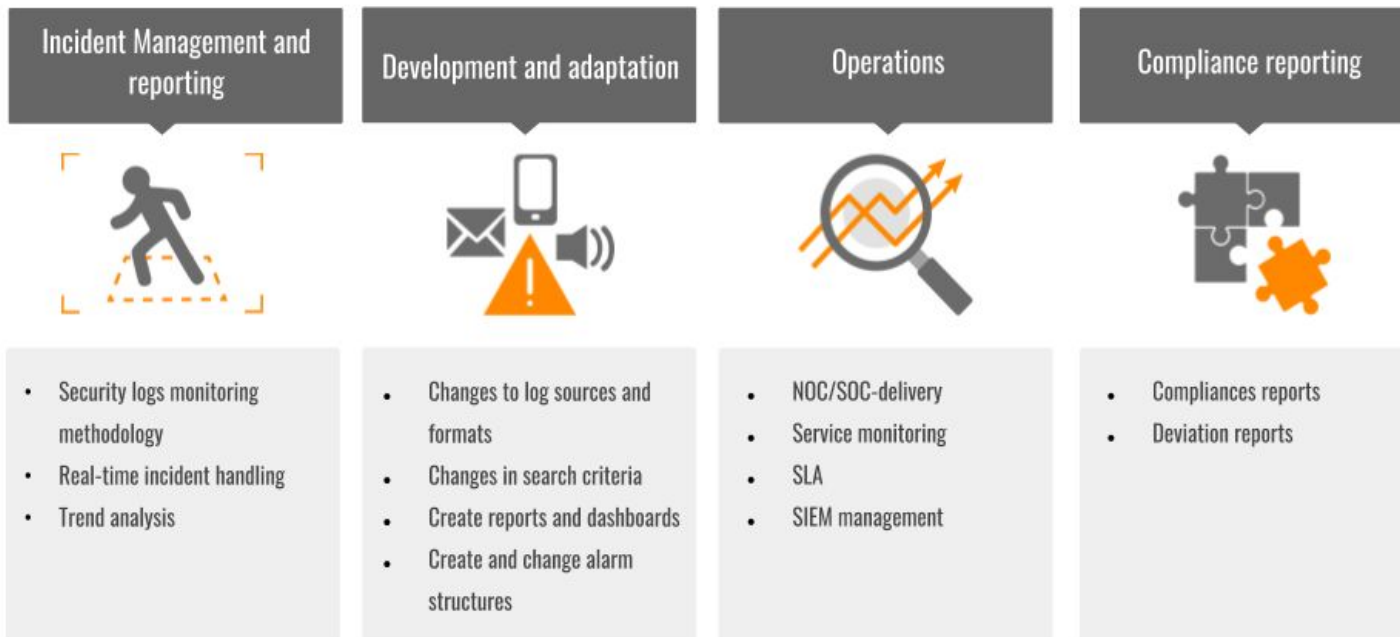 Incident Management and
reporting
Development and adaptation
Operations
Compliance reporting
• Security logs monitoring
methodology
• Real-time incident handling
• Trend analysis
• Changes to log sources and
formats
• Changes in search criteria
• Create reports and dashboards
• Create and change alarm
structures
• NOC/SOC-delivery
• Service monitoring
• SLA
• SIEM management
• Compliances reports
• Deviation reports